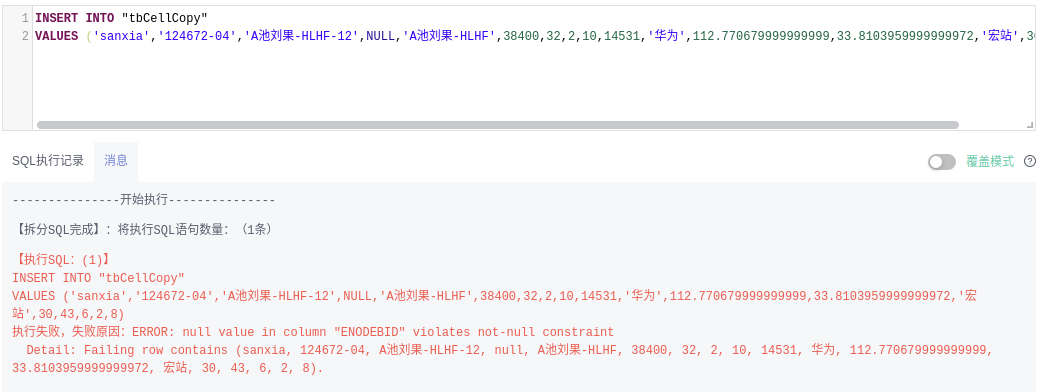 1 INSERT INTO "tbCellCopy"
2 VALUES ('sanxia','124672-04','A池刘果-HLHF-12',NULL,'A池刘果-HLHF',38400,32,2,10,14531,'华为',112.770679999999999,33.8103959999999972,'宏站',30
SQL执行记录 消息 覆盖模式
---------------开始执行---------------
【拆分SQL完成】：将执行SQL语句数量：（1条）
【执行SQL：(1)】
INSERT INTO "tbCellCopy"
VALUES ('sanxia','124672-04','A池刘果-HLHF-12',NULL,'A池刘果-HLHF',38400,32,2,10,14531,'华为',112.770679999999999,33.8103959999999972,'宏
站',30,43,6,2,8)
执行失败，失败原因：ERROR: null value in column "ENODEBID" violates not-null constraint
Detail: Failing row contains (sanxia, 124672-04, A池刘果-HLHF-12, null, A池刘果-HLHF, 38400, 32, 2, 10, 14531, 华为, 112.770679999999999,
33.8103959999999972, 宏站, 30, 43, 6, 2, 8).